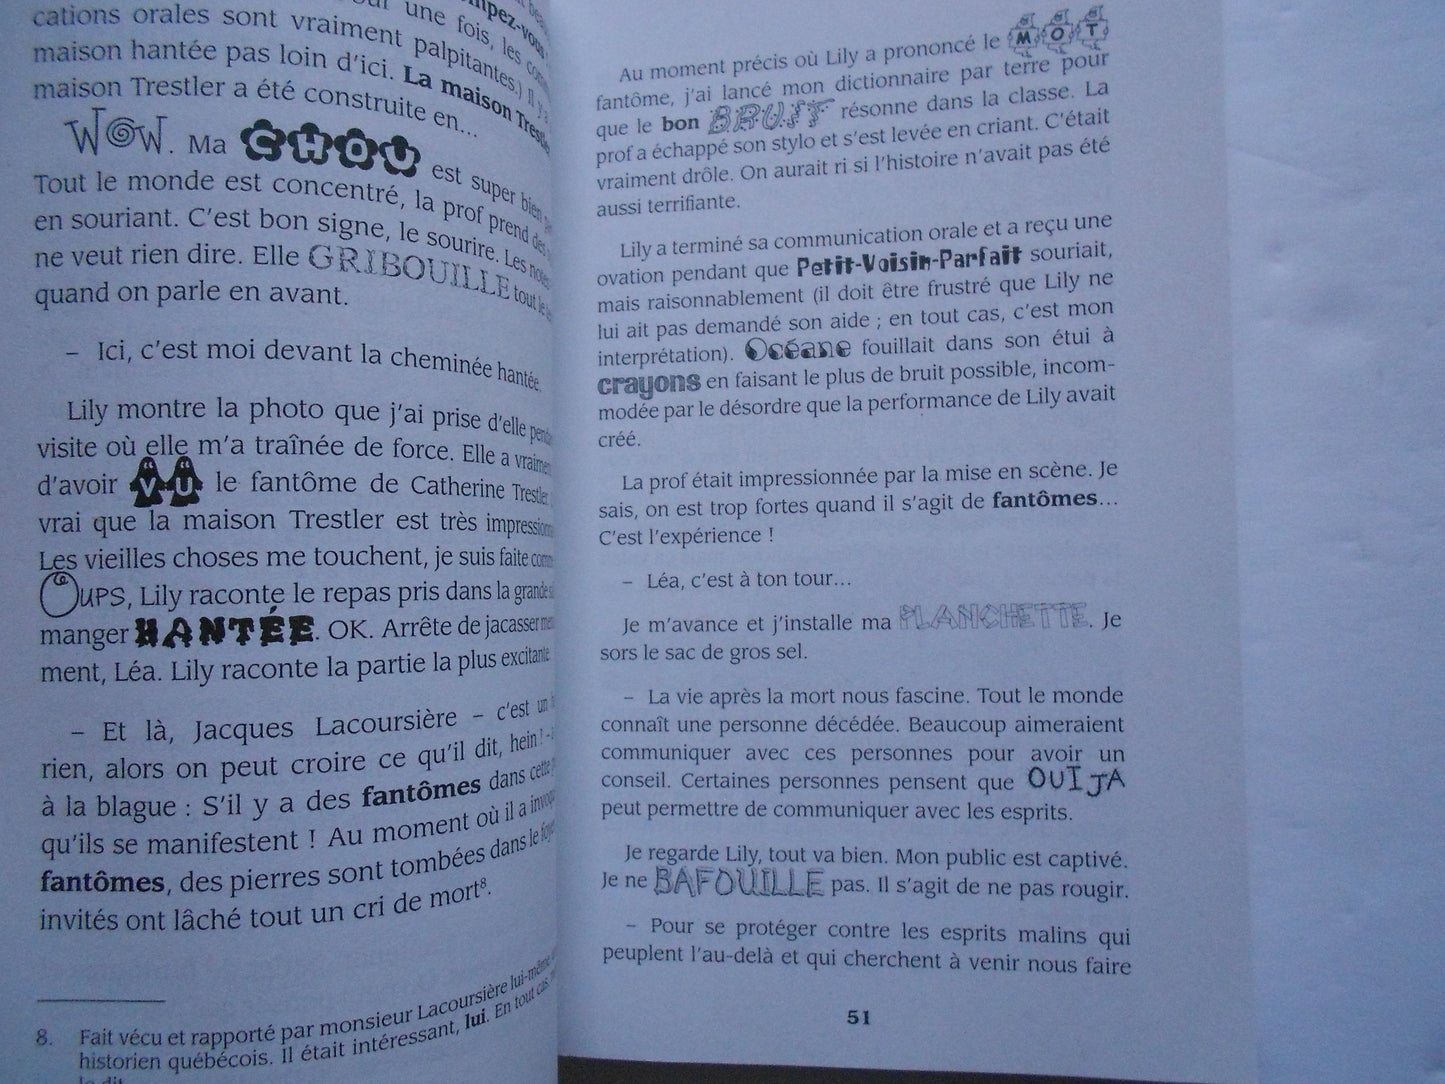 mpez-vous
une fois, les
cations orales sont vraiment palpitantes.) Il y a
maison hantée pas loin d'ici. La maison Trestler
maison Trestler a été construite en...
WOW. Ma CHOU est super bien
Tout le monde est concentré, la prof prend des
en souriant. C'est bon signe, le sourire. Les notes
ne veut rien dire. Elle GRIBOUILLE tout le
quand on parle en avant.
– Ici, c'est moi devant la cheminée hantée.
Lily montre la photo que j'ai prise d'elle
visite où elle m'a traînée de force. Elle a vraiment
d'avoir VU le fantôme de Catherine Trestler.
vrai que la maison Trestler est très
Les vieilles choses me touchent, je suis faite
OUPS, Lily raconte le repas pris dans la grande
manger HANTÉE. OK. Arrête de jacasser
ment, Léa. Lily raconte la partie la plus excitante.
– Et là, Jacques Lacoursière – c'est un
rien, alors on peut croire ce qu'il dit, hein ! –
à la blague : S'il y a des fantômes dans cette
qu'ils se manifestent ! Au moment où il a
fantômes, des pierres sont tombées dans le
invités ont lâché tout un cri de mort8.
8. Fait vécu et rapporté par monsieur Lacoursière lui-même,
historien québécois. Il était intéressant, lui. En tout cas,
Au moment précis où Lily a prononcé le MOT
fantôme, j'ai lancé mon dictionnaire par terre pour
que le bon BRUIT résonne dans la classe. La
prof a échappé son stylo et s'est levée en criant. C'était
vraiment drôle. On aurait ri si l'histoire n'avait pas été
aussi terrifiante.
Lily a terminé sa communication orale et a reçu une
ovation pendant que Petit-Voisin-Parfait souriait,
mais raisonnablement (il doit être frustré que Lily ne
lui ait pas demandé son aide ; en tout cas, c'est mon
interprétation). Océane fouillait dans son étui à
crayons en faisant le plus de bruit possible, incom-
modée par le désordre que la performance de Lily avait
créé.
La prof était impressionnée par la mise en scène. Je
sais, on est trop fortes quand il s'agit de fantômes...
C'est l'expérience !
– Léa, c'est à ton tour...
Je m'avance et j'installe ma PLANCHETTE. Je
sors le sac de gros sel.
– La vie après la mort nous fascine. Tout le monde
connaît une personne décédée. Beaucoup aimeraient
communiquer avec ces personnes pour avoir un
conseil. Certaines personnes pensent que OUIJA
peut permettre de communiquer avec les esprits.
Je regarde Lily, tout va bien. Mon public est captivé.
Je ne BAFOUILLE pas. Il s'agit de ne pas rougir.
– Pour se protéger contre les esprits malins qui
peuplent l'au-delà et qui cherchent à venir nous faire
51